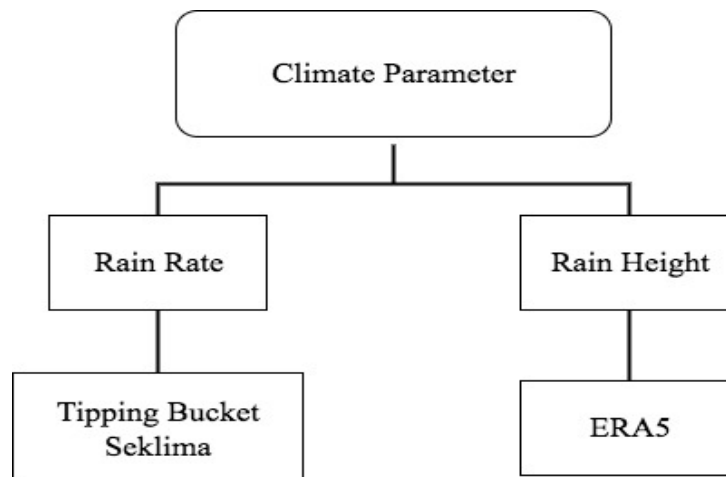 Climate Parameter
Rain Rate
Rain Height
Tipping Bucket
Seklima
ERA5